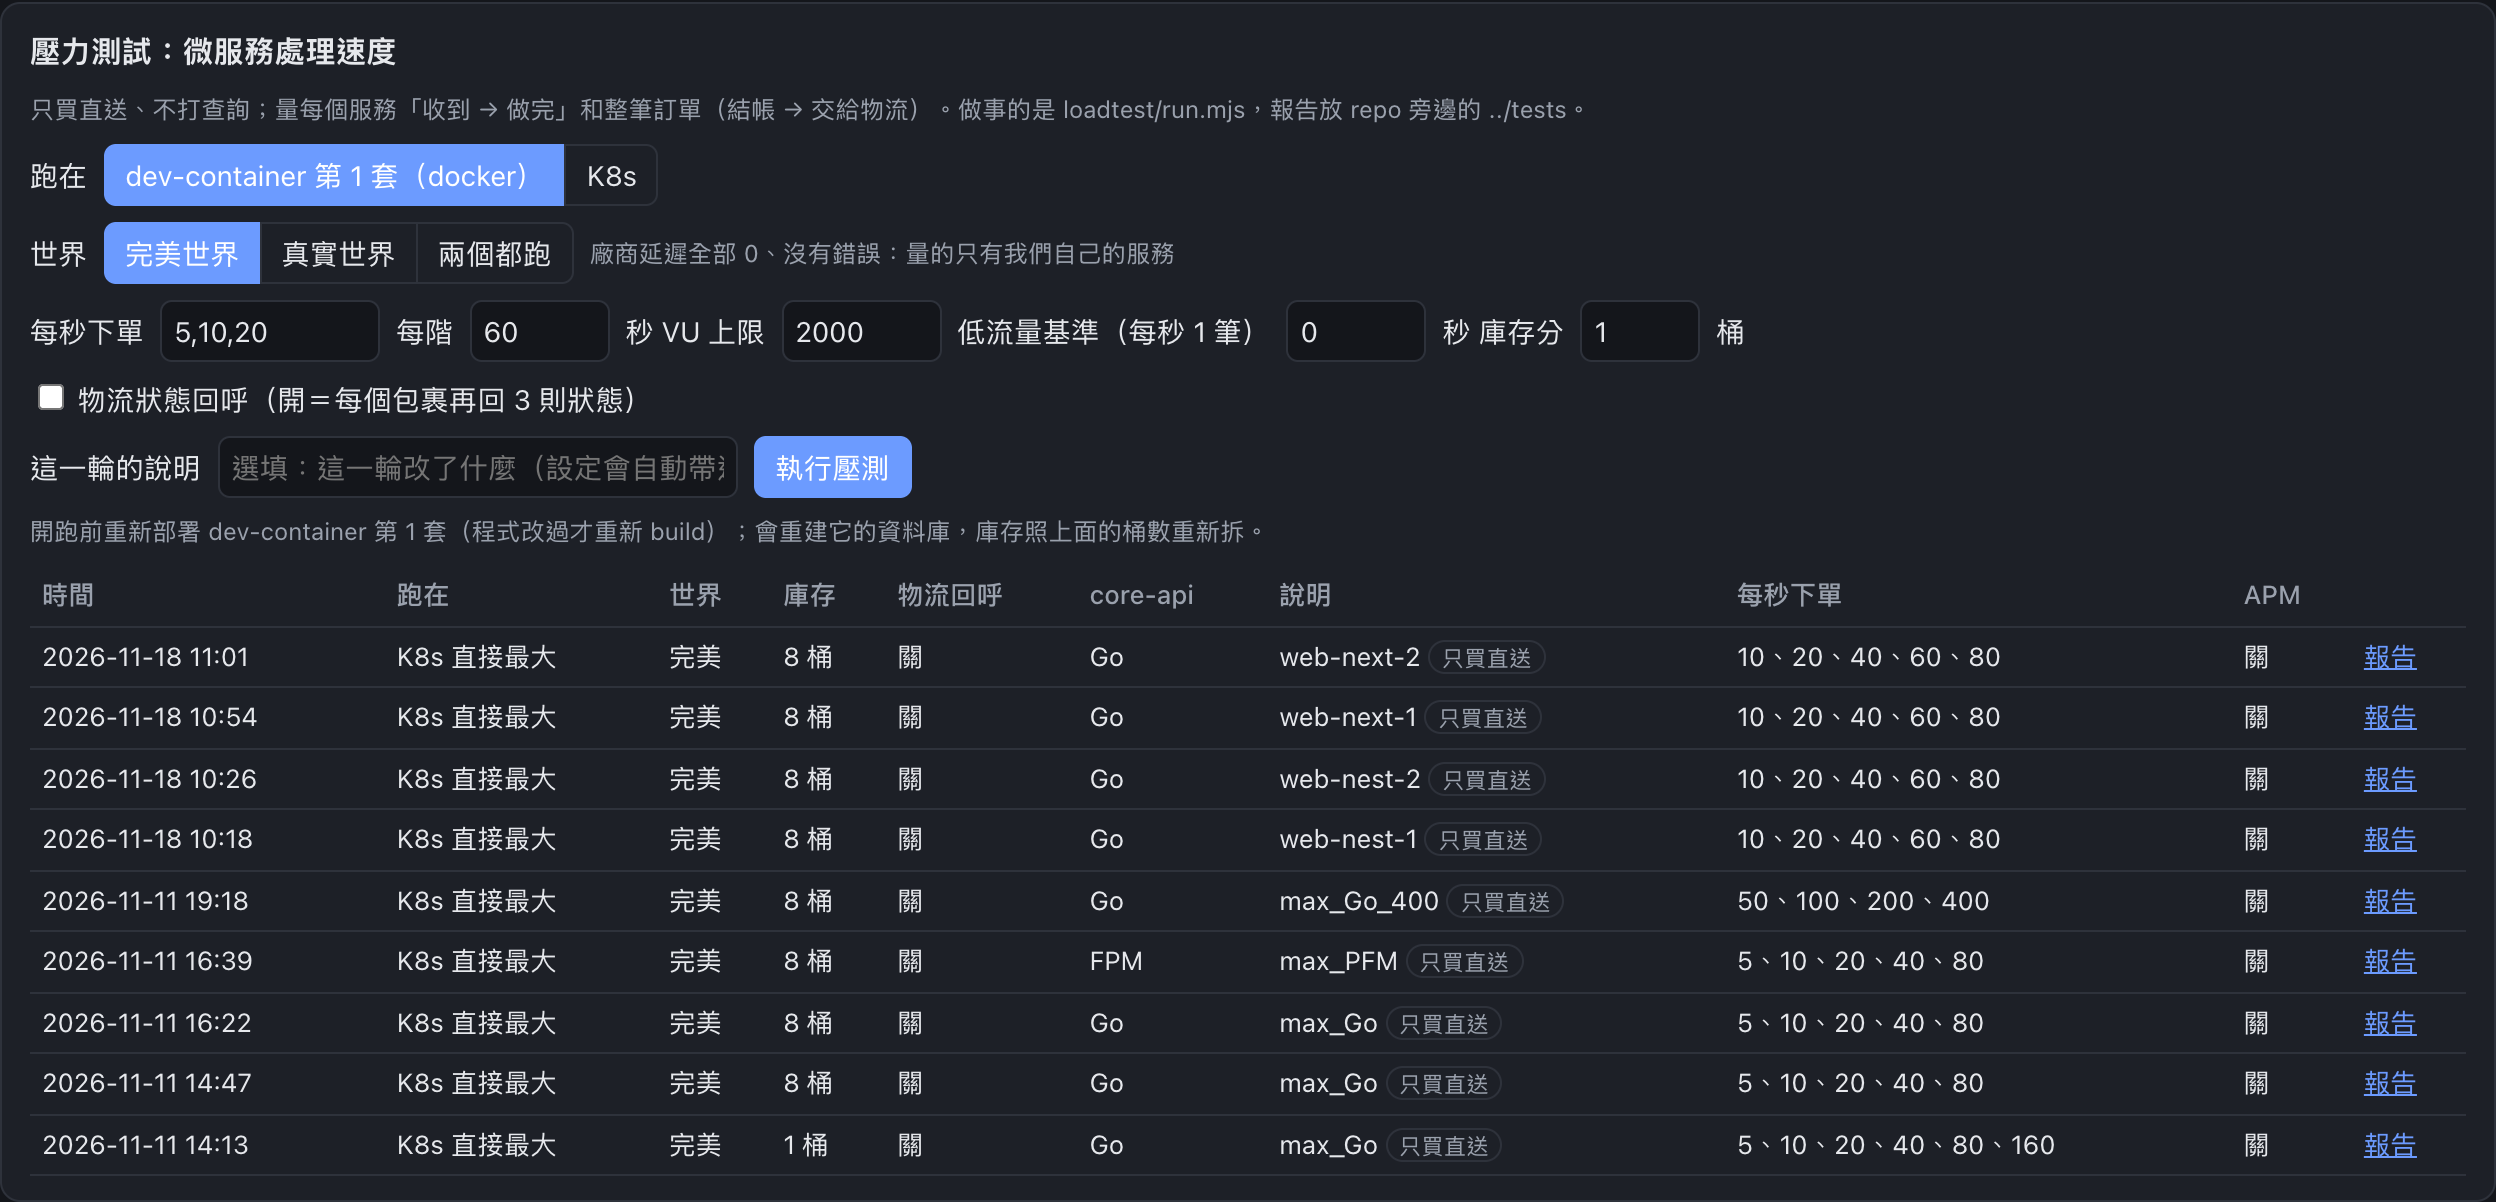 壓力測試：微服務處理速度
只買直送、不打查詢；量每個服務「收到 → 做完」和整筆訂單（結帳 → 交給物流）。做事的是 loadtest/run.mjs，報告放 repo 旁邊的 ../tests。
跑在 dev-container 第 1 套（docker） K8s
世界 完美世界 真實世界 兩個都跑 廠商延遲全部 0、沒有錯誤：量的只有我們自己的服務
每秒下單 5,10,20 每階 60 秒 VU 上限 2000 低流量基準（每秒 1 筆） 0 秒 庫存分 1 桶
物流狀態回呼（開＝每個包裹再回 3 則狀態）
這一輪的說明 選填：這一輪改了什麼（設定會自動帶 執行壓測
開跑前重新部署 dev-container 第 1 套（程式改過才重新 build）；會重建它的資料庫，庫存照上面的桶數重新拆。
時間 跑在 世界 庫存 物流回呼 core-api 說明 每秒下單 APM
2026-11-18 11:01 K8s 直接最大 完美 8 桶 關 Go web-next-2 只買直送 10、20、40、60、80 關 報告
2026-11-18 10:54 K8s 直接最大 完美 8 桶 關 Go web-next-1 只買直送 10、20、40、60、80 關 報告
2026-11-18 10:26 K8s 直接最大 完美 8 桶 關 Go web-nest-2 只買直送 10、20、40、60、80 關 報告
2026-11-18 10:18 K8s 直接最大 完美 8 桶 關 Go web-nest-1 只買直送 10、20、40、60、80 關 報告
2026-11-11 19:18 K8s 直接最大 完美 8 桶 關 Go max_Go_400 只買直送 50、100、200、400 關 報告
2026-11-11 16:39 K8s 直接最大 完美 8 桶 關 FPM max_PFM 只買直送 5、10、20、40、80 關 報告
2026-11-11 16:22 K8s 直接最大 完美 8 桶 關 Go max_Go 只買直送 5、10、20、40、80 關 報告
2026-11-11 14:47 K8s 直接最大 完美 8 桶 關 Go max_Go 只買直送 5、10、20、40、80 關 報告
2026-11-11 14:13 K8s 直接最大 完美 1 桶 關 Go max_Go 只買直送 5、10、20、40、80、160 關 報告